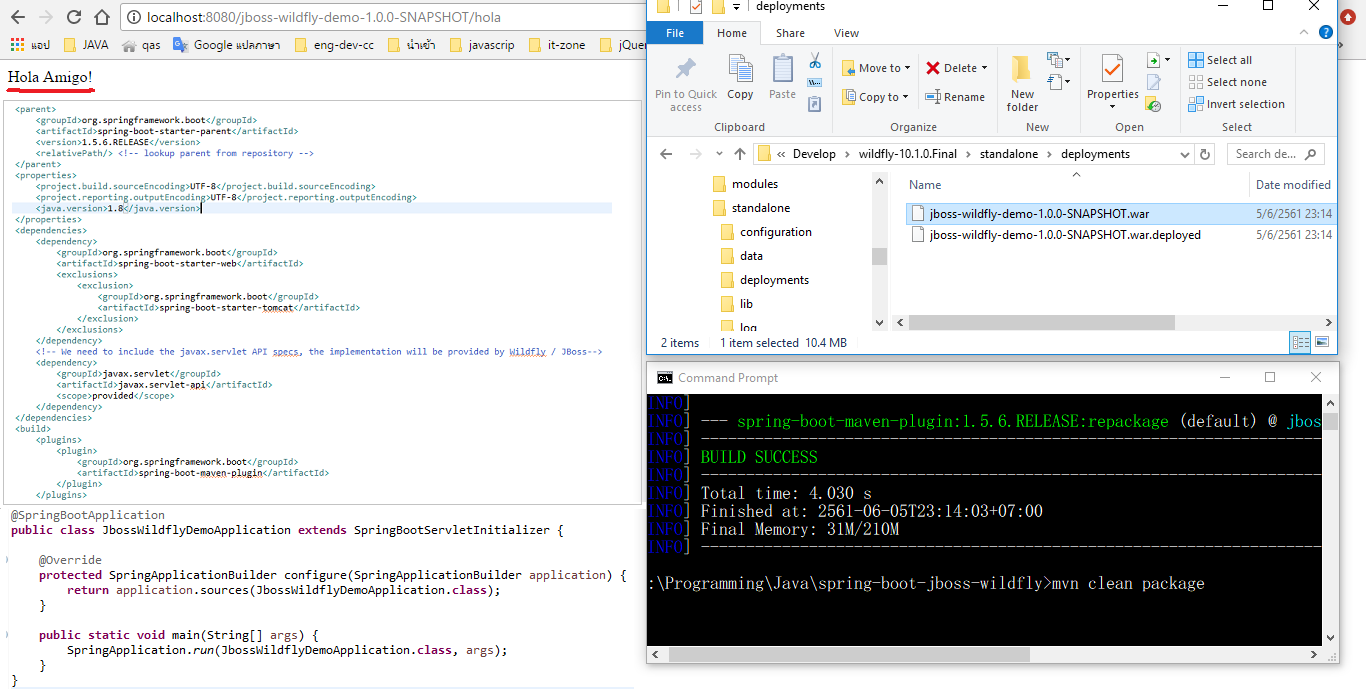 localhost:8080/jboss-wildfly-demo-1.0.0-SNAPSHOT/hola
แอป JAVA qas Google แปลภาษา eng-dev-cc นำเข้า javascrip it-zone jQue
Hola Amigo!
<parent>
<groupId>org.springframework.boot</groupId>
<artifactId>spring-boot-starter-parent</artifactId>
<version>1.5.6.RELEASE</version>
<relativePath/> <!-- lookup parent from repository -->
</parent>
<properties>
<project.build.sourceEncoding>UTF-8</project.build.sourceEncoding>
<project.reporting.outputEncoding>UTF-8</project.reporting.outputEncoding>
<java.version>1.8</java.version>
</properties>
<dependencies>
<dependency>
<groupId>org.springframework.boot</groupId>
<artifactId>spring-boot-starter-web</artifactId>
<exclusions>
<exclusion>
<groupId>org.springframework.boot</groupId>
<artifactId>spring-boot-starter-tomcat</artifactId>
</exclusion>
</exclusions>
</dependency>
<!-- We need to include the javax.servlet API specs, the implementation will be provided by Wildfly / JBoss-->
<dependency>
<groupId>javax.servlet</groupId>
<artifactId>javax.servlet-api</artifactId>
<scope>provided</scope>
</dependency>
</dependencies>
<build>
<plugins>
<plugin>
<groupId>org.springframework.boot</groupId>
<artifactId>spring-boot-maven-plugin</artifactId>
</plugin>
</plugins>
@SpringBootApplication
public class JbossWildflyDemoApplication extends SpringBootServletInitializer {
@Override
protected SpringApplicationBuilder configure(SpringApplicationBuilder application) {
return application.sources(JbossWildflyDemoApplication.class);
}
public static void main(String[] args) {
SpringApplication.run(JbossWildflyDemoApplication.class, args);
}
}
deployments
File Home Share View
Pin to Quick access
Copy
Paste
Move to
Copy to
Delete
Rename
New folder
Properties
Select all
Select none
Invert selection
Clipboard Organize New Open Select
« Develop > wildfly-10.1.0.Final > standalone > deployments
Search de...
modules
standalone
configuration
data
deployments
lib
log
Name Date modified
jboss-wildfly-demo-1.0.0-SNAPSHOT.war 5/6/2561 23:14
jboss-wildfly-demo-1.0.0-SNAPSHOT.war.deployed 5/6/2561 23:14
2 items 1 item selected 10.4 MB
Command Prompt
INFO]
INFO] --- spring-boot-maven-plugin:1.5.6.RELEASE:repackage (default) @ jbos
INFO] ------------------------------------------------------------------------
INFO] BUILD SUCCESS
INFO] ------------------------------------------------------------------------
INFO] Total time: 4.030 s
INFO] Finished at: 2561-06-05T23:14:03+07:00
INFO] Final Memory: 31M/210M
INFO] ------------------------------------------------------------------------
:\Programming\Java\spring-boot-jboss-wildfly>mvn clean package